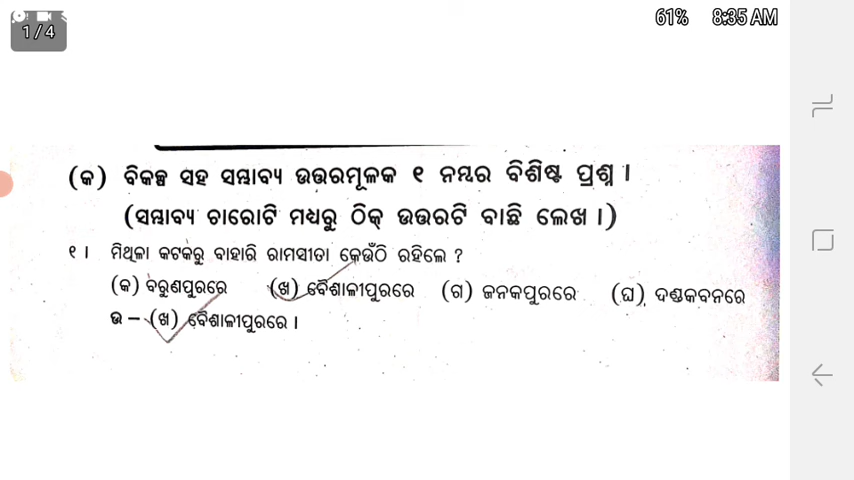 61% 8:35 AM
1 / 4
(କ) ବିକଳ୍ପ ସହ ସମ୍ଭାବ୍ୟ ଉତ୍ତରମୂଳକ ୧ ନମ୍ବର ବିଶିଷ୍ଟ ପ୍ରଶ୍ନ ।
(ସମ୍ଭାବ୍ୟ ଚାରୋଟି ମଧ୍ୟରୁ ଠିକ୍ ଉତ୍ତରଟି ବାଛି ଲେଖ ।)
୧ । ମିଥିଳା କଟକରୁ ବାହାରି ରାମସୀତା କେଉଁଠି ରହିଲେ ?
(କ) ବରୁଣପୁରରେ (ଖ) ବୈଶାଳୀପୁରରେ (ଗ) ଜନକପୁରରେ (ଘ) ଦଣ୍ଡକବନରେ
ଉ – (ଖ) ବୈଶାଳୀପୁରରେ ।